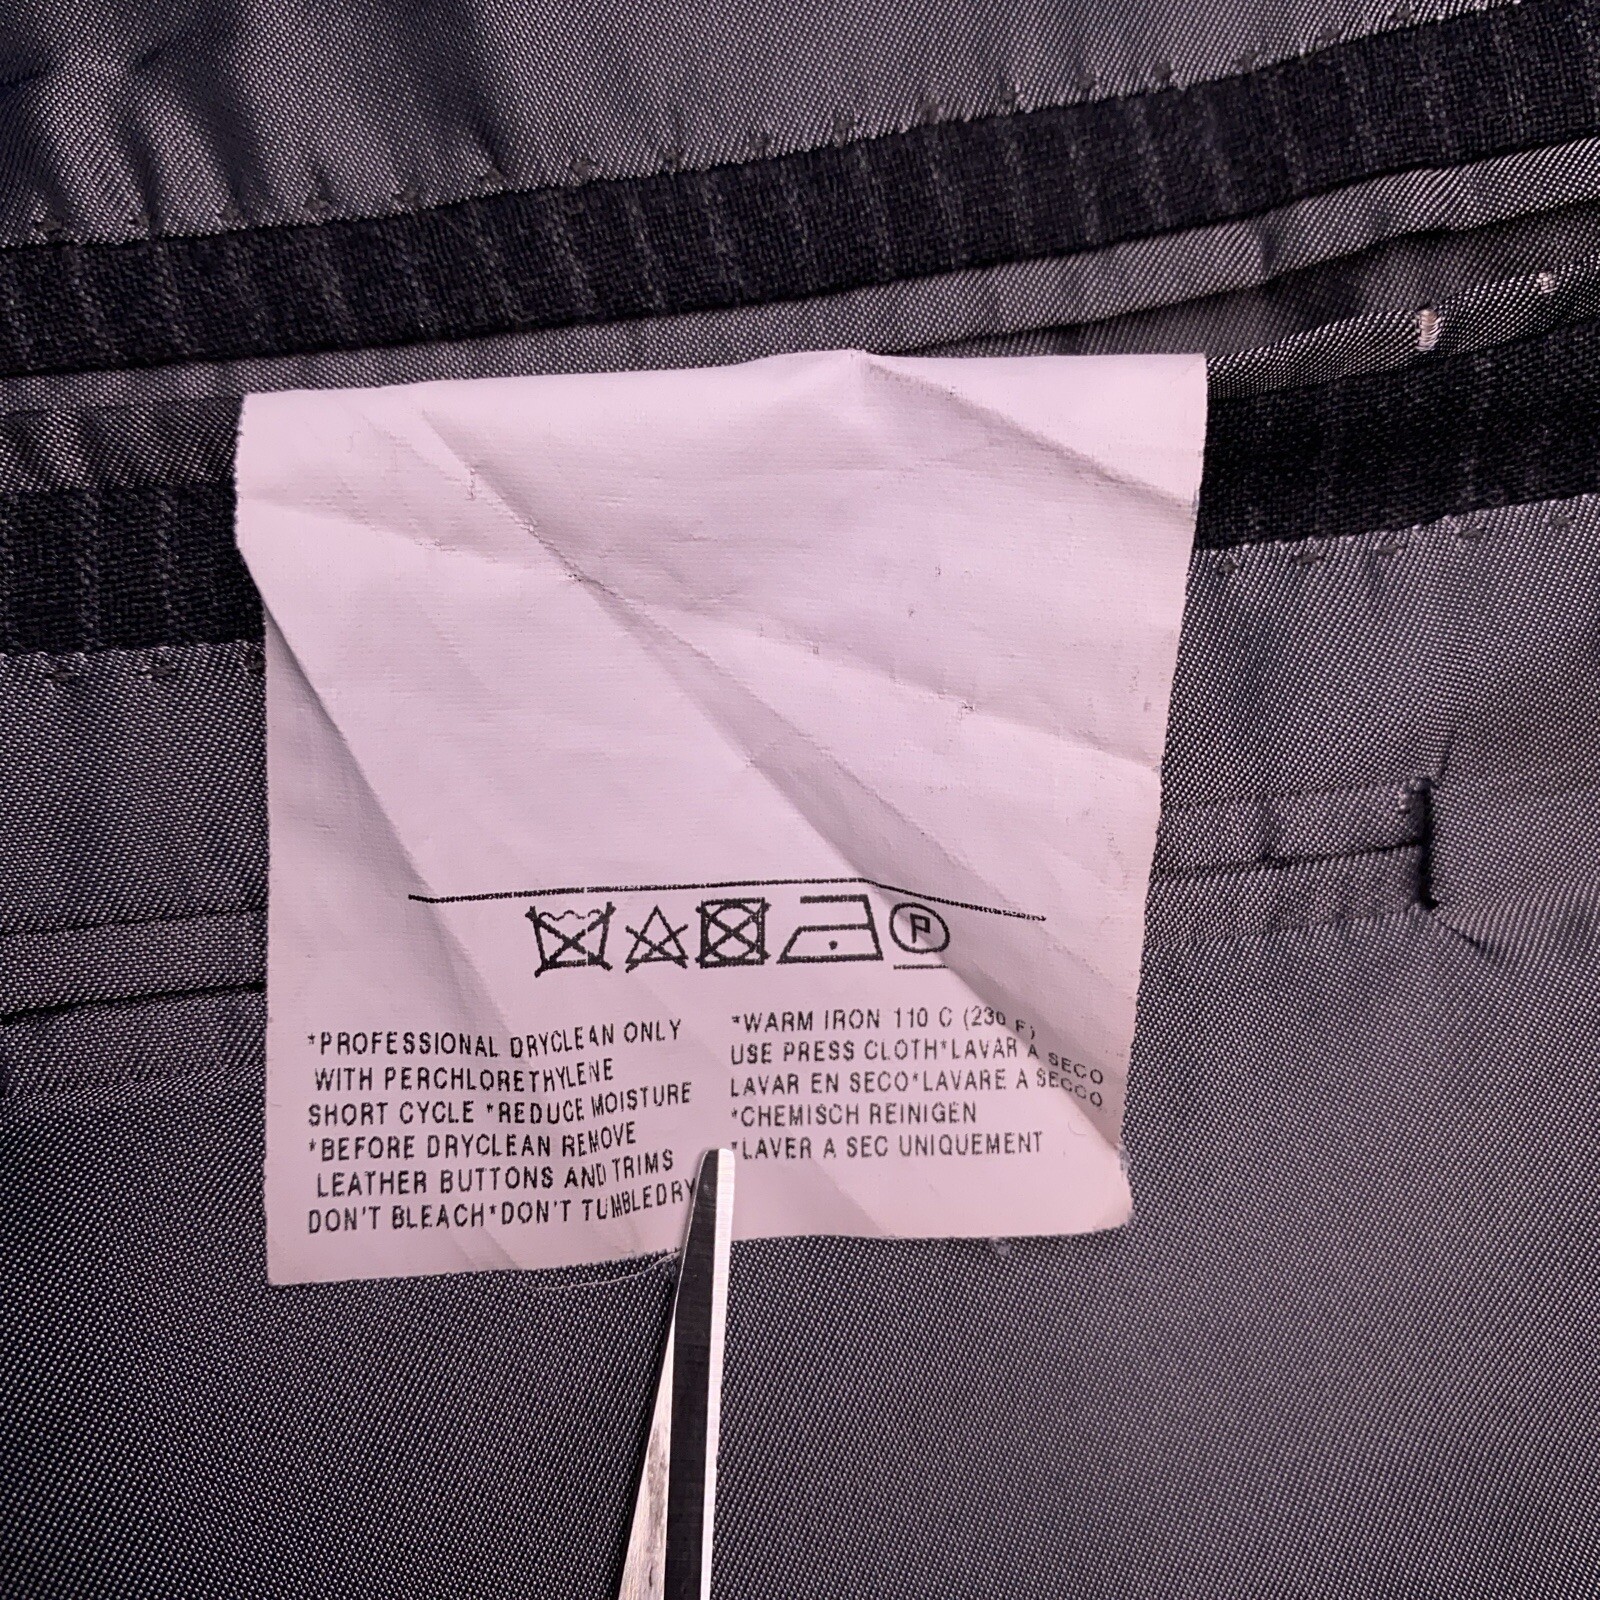 P
*PROFESSIONAL DRYCLEAN ONLY
WITH PERCHLORETHYLENE
SHORT CYCLE *REDUCE MOISTURE
*BEFORE DRYCLEAN REMOVE
LEATHER BUTTONS AND TRIMS
DON'T BLEACH*DON'T TUMBLEDRY
*WARM IRON 110 C (230 F)
USE PRESS CLOTH*LAVAR A SECO
LAVAR EN SECO*LAVARE A SECCO
*CHEMISCH REINIGEN
*LAVER A SEC UNIQUEMENT